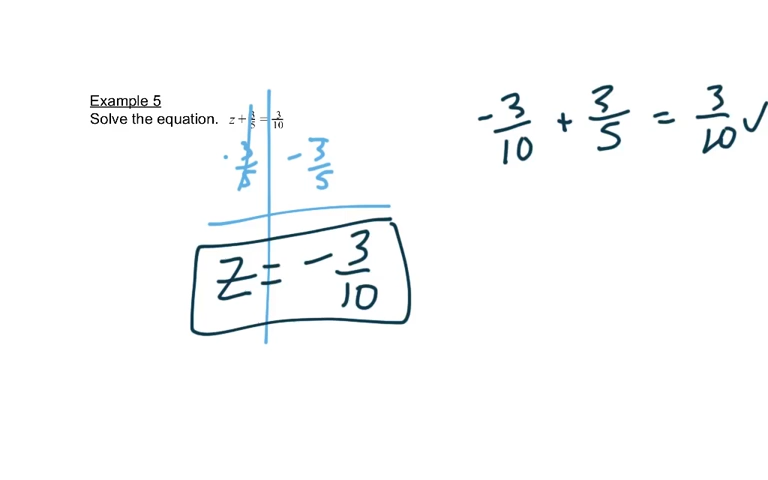 Example 5
Solve the equation. z + 3/5 = 3/10
- 3/5 - 3/5
z = - 3/10
- 3/10 + 3/5 = 3/10 ✓